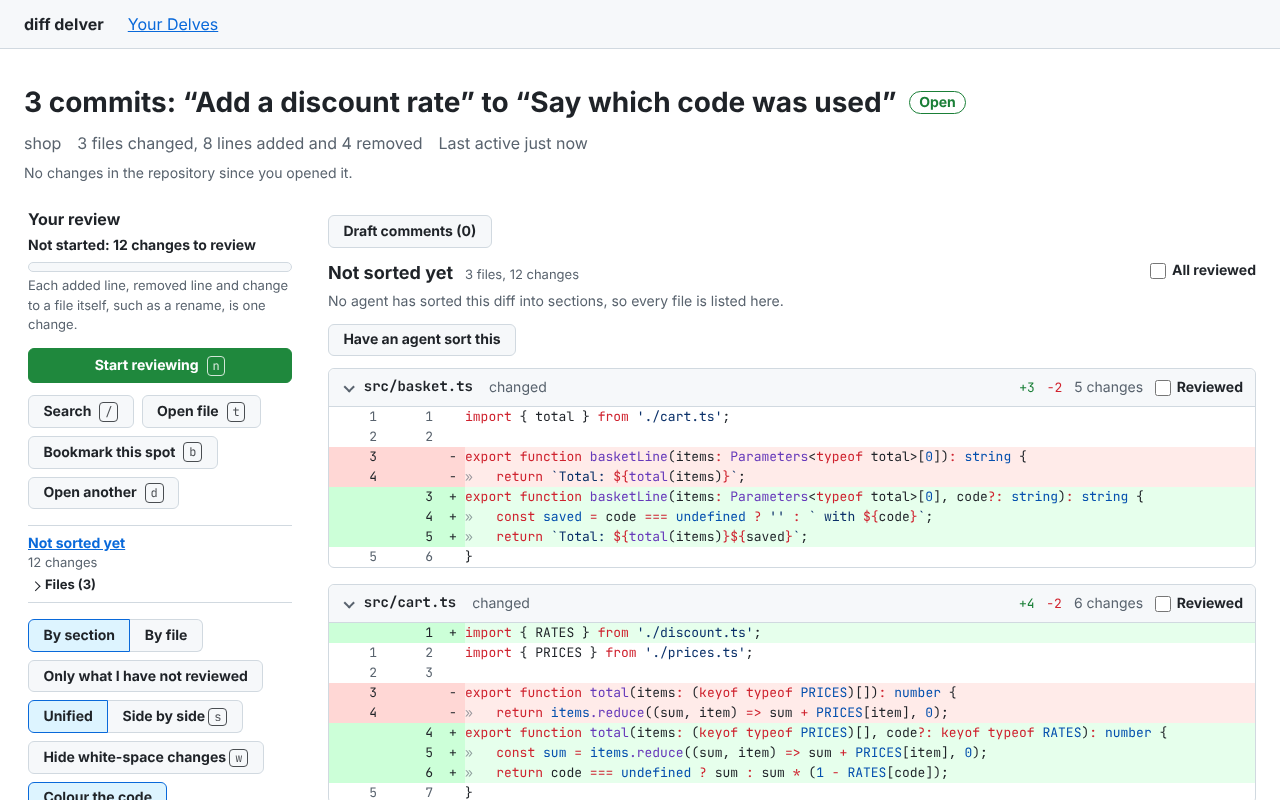 diff delver Your Delves
3 commits: “Add a discount rate” to “Say which code was used” Open
shop 3 files changed, 8 lines added and 4 removed Last active just now
No changes in the repository since you opened it.
Your review
Not started: 12 changes to review
Each added line, removed line and change
to a file itself, such as a rename, is one
change.
Start reviewing n
Search / Open file t
Bookmark this spot b
Open another d
Not sorted yet
12 changes
Files (3)
By section By file
Only what I have not reviewed
Unified Side by side s
Hide white-space changes w
Colour the code
Draft comments (0)
Not sorted yet 3 files, 12 changes All reviewed
No agent has sorted this diff into sections, so every file is listed here.
Have an agent sort this
src/basket.ts changed +3 -2 5 changes Reviewed
1 1 import { total } from './cart.ts';
2 2
3 - export function basketLine(items: Parameters<typeof total>[0]): string {
4 - » return `Total: ${total(items)}`;
3 + export function basketLine(items: Parameters<typeof total>[0], code?: string): string {
4 + » const saved = code === undefined ? '' : ` with ${code}`;
5 + » return `Total: ${total(items)}${saved}`;
5 6 }
src/cart.ts changed +4 -2 6 changes Reviewed
1 + import { RATES } from './discount.ts';
1 2 import { PRICES } from './prices.ts';
2 3
3 - export function total(items: (keyof typeof PRICES)[]): number {
4 - » return items.reduce((sum, item) => sum + PRICES[item], 0);
4 + export function total(items: (keyof typeof PRICES)[], code?: keyof typeof RATES): number {
5 + » const sum = items.reduce((sum, item) => sum + PRICES[item], 0);
6 + » return code === undefined ? sum : sum * (1 - RATES[code]);
5 7 }